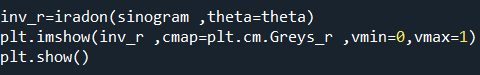 inv_r=iradon(sinogram ,theta=theta)
plt.imshow(inv_r ,cmap=plt.cm.Greys_r ,vmin=0,vmax=1)
plt.show()